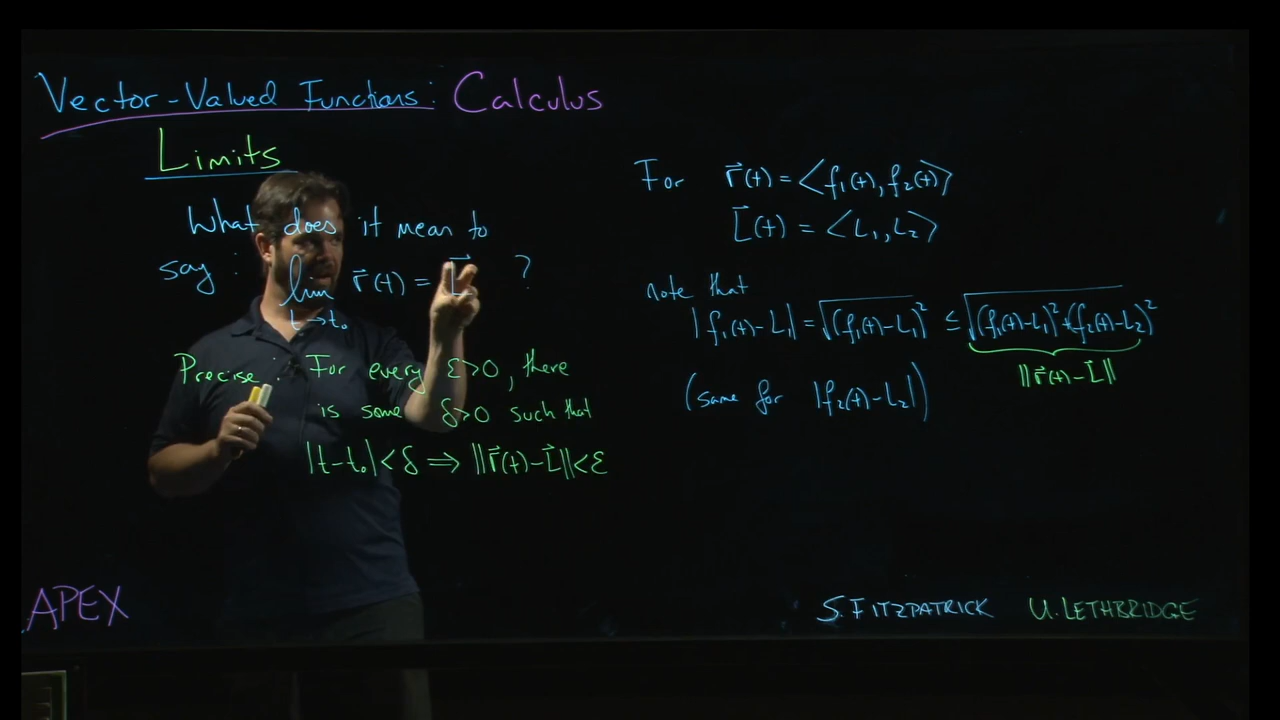 Vector-Valued Functions: Calculus
Limits
What does it mean to
say: lim t→t₀ r⃗(t) = L⃗ ?
Precise: For every ε>0, there
is some δ>0 such that
|t-t₀|<δ ⇒ ||r⃗(t)-L⃗||<ε
For r⃗(t) = ⟨f₁(t), f₂(t)⟩
L⃗(t) = ⟨L₁, L₂⟩
note that
|f₁(t)-L₁| = √(f₁(t)-L₁)² ≤ √(f₁(t)-L₁)²+(f₂(t)-L₂)²
||r⃗(t)-L⃗||
(same for |f₂(t)-L₂|)
APEX
S. FITZPATRICK U. LETHBRIDGE